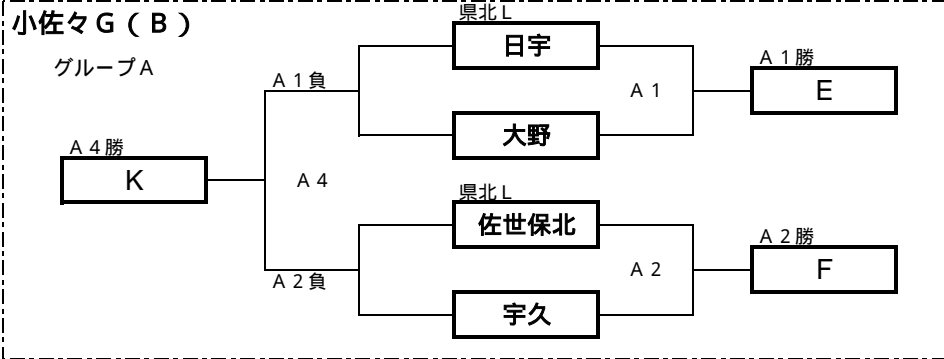 小佐々Ｇ（Ｂ）
グループＡ
県北Ｌ
日宇
Ａ１勝
E
Ａ１負
Ａ１
大野
Ａ４勝
K
Ａ４
県北Ｌ
佐世保北
Ａ２勝
F
Ａ２負
Ａ２
宇久